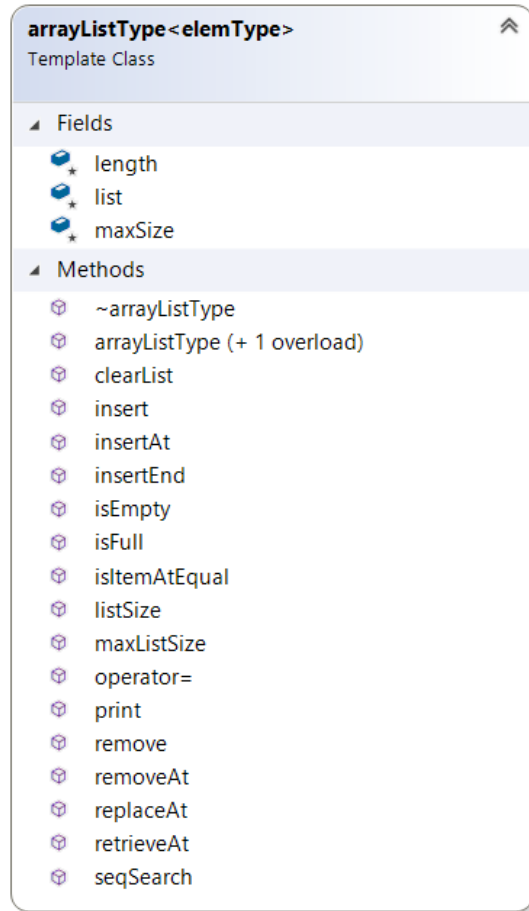 arrayListType<elemType>
Template Class
Fields
length
list
maxSize
Methods
~arrayListType
arrayListType (+ 1 overload)
clearList
insert
insertAt
insertEnd
isEmpty
isFull
isItemAtEqual
listSize
maxListSize
operator=
print
remove
removeAt
replaceAt
retrieveAt
seqSearch